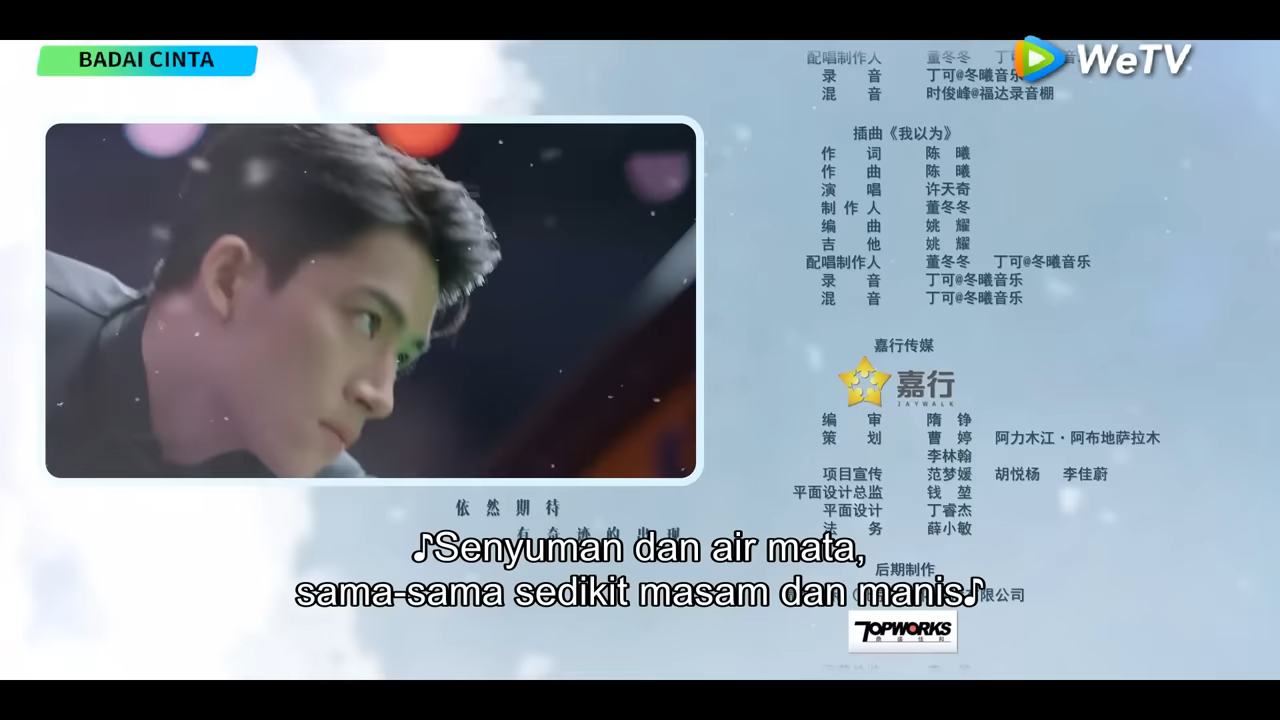 BADAI CINTA
WeTV
配唱制作人 董冬冬
录音 丁可@冬曦音乐
混音 时俊峰@福达录音棚
插曲《我以为》
作词 陈曦
作曲 陈曦
演唱 许天奇
制作人 董冬冬
编曲 姚耀
吉他 姚耀
配唱制作人 董冬冬 丁可@冬曦音乐
录音 丁可@冬曦音乐
混音 丁可@冬曦音乐
嘉行传媒
嘉行
JAYWALK
编审 隋铮
策划 曹婷 阿力木江·阿布地萨拉木
李林翰
项目宣传 范梦媛 胡悦杨 李佳蔚
平面设计总监 钱堃
平面设计 丁睿杰
法务 薛小敏
后期制作
限公司
TOPWORKS
依然期待
有奇迹的出现
♪Senyuman dan air mata,
sama-sama sedikit masam dan manis♪